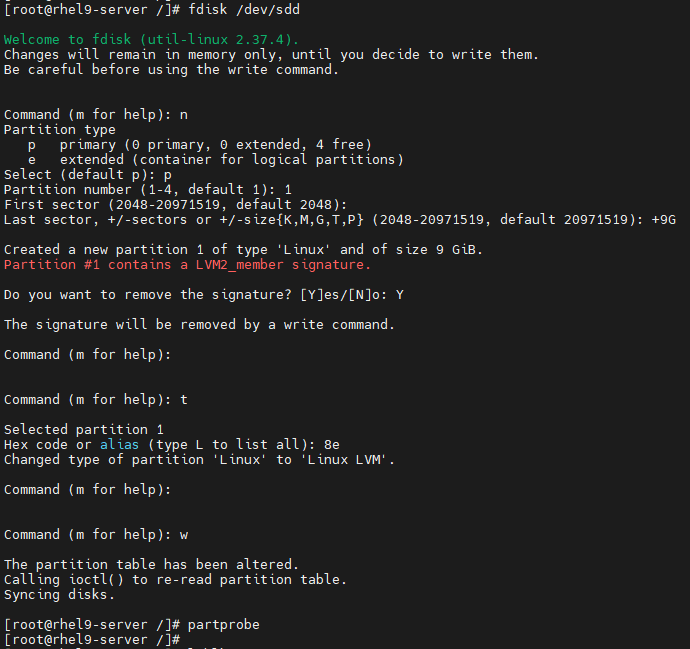 [root@rhel9-server /]# fdisk /dev/sdd
Welcome to fdisk (util-linux 2.37.4).
Changes will remain in memory only, until you decide to write them.
Be careful before using the write command.
Command (m for help): n
Partition type
   p   primary (0 primary, 0 extended, 4 free)
   e   extended (container for logical partitions)
Select (default p): p
Partition number (1-4, default 1): 1
First sector (2048-20971519, default 2048):
Last sector, +/-sectors or +/-size{K,M,G,T,P} (2048-20971519, default 20971519): +9G
Created a new partition 1 of type 'Linux' and of size 9 GiB.
Partition #1 contains a LVM2_member signature.
Do you want to remove the signature? [Y]es/[N]o: Y
The signature will be removed by a write command.
Command (m for help):
Command (m for help): t
Selected partition 1
Hex code or alias (type L to list all): 8e
Changed type of partition 'Linux' to 'Linux LVM'.
Command (m for help):
Command (m for help): w
The partition table has been altered.
Calling ioctl() to re-read partition table.
Syncing disks.
[root@rhel9-server /]# partprobe
[root@rhel9-server /]#